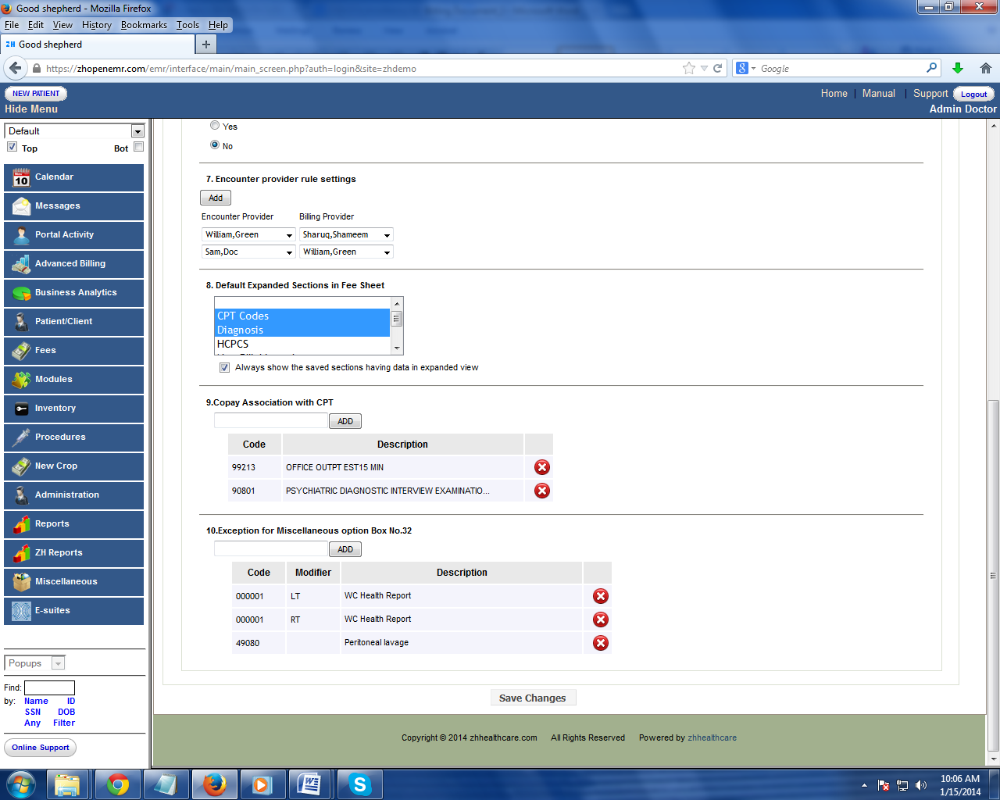 Good shepherd - Mozilla Firefox
File Edit View History Bookmarks Tools Help
ZH Good shepherd
https://zhopenemr.com/emr/interface/main/main_screen.php?auth=login&site=zhdemo
Google
NEW PATIENT
Home | Manual | Support Logout
Hide Menu
Admin Doctor
Default
Top Bot
Calendar
Messages
Portal Activity
Advanced Billing
Business Analytics
Patient/Client
Fees
Modules
Inventory
Procedures
New Crop
Administration
Reports
ZH Reports
Miscellaneous
E-suites
Popups
Find:
by: Name ID
SSN DOB
Any Filter
Online Support
Yes
No
7. Encounter provider rule settings
Add
Encounter Provider Billing Provider
William,Green Sharuq,Shameem
Sam,Doc William,Green
8. Default Expanded Sections in Fee Sheet
CPT Codes
Diagnosis
HCPCS
Always show the saved sections having data in expanded view
9.Copay Association with CPT
ADD
Code Description
99213 OFFICE OUTPT EST15 MIN
90801 PSYCHIATRIC DIAGNOSTIC INTERVIEW EXAMINATIO...
10.Exception for Miscellaneous option Box No.32
ADD
Code Modifier Description
000001 LT WC Health Report
000001 RT WC Health Report
49080 Peritoneal lavage
Save Changes
Copyright © 2014 zhhealthcare.com All Rights Reserved Powered by zhhealthcare
10:06 AM
1/15/2014